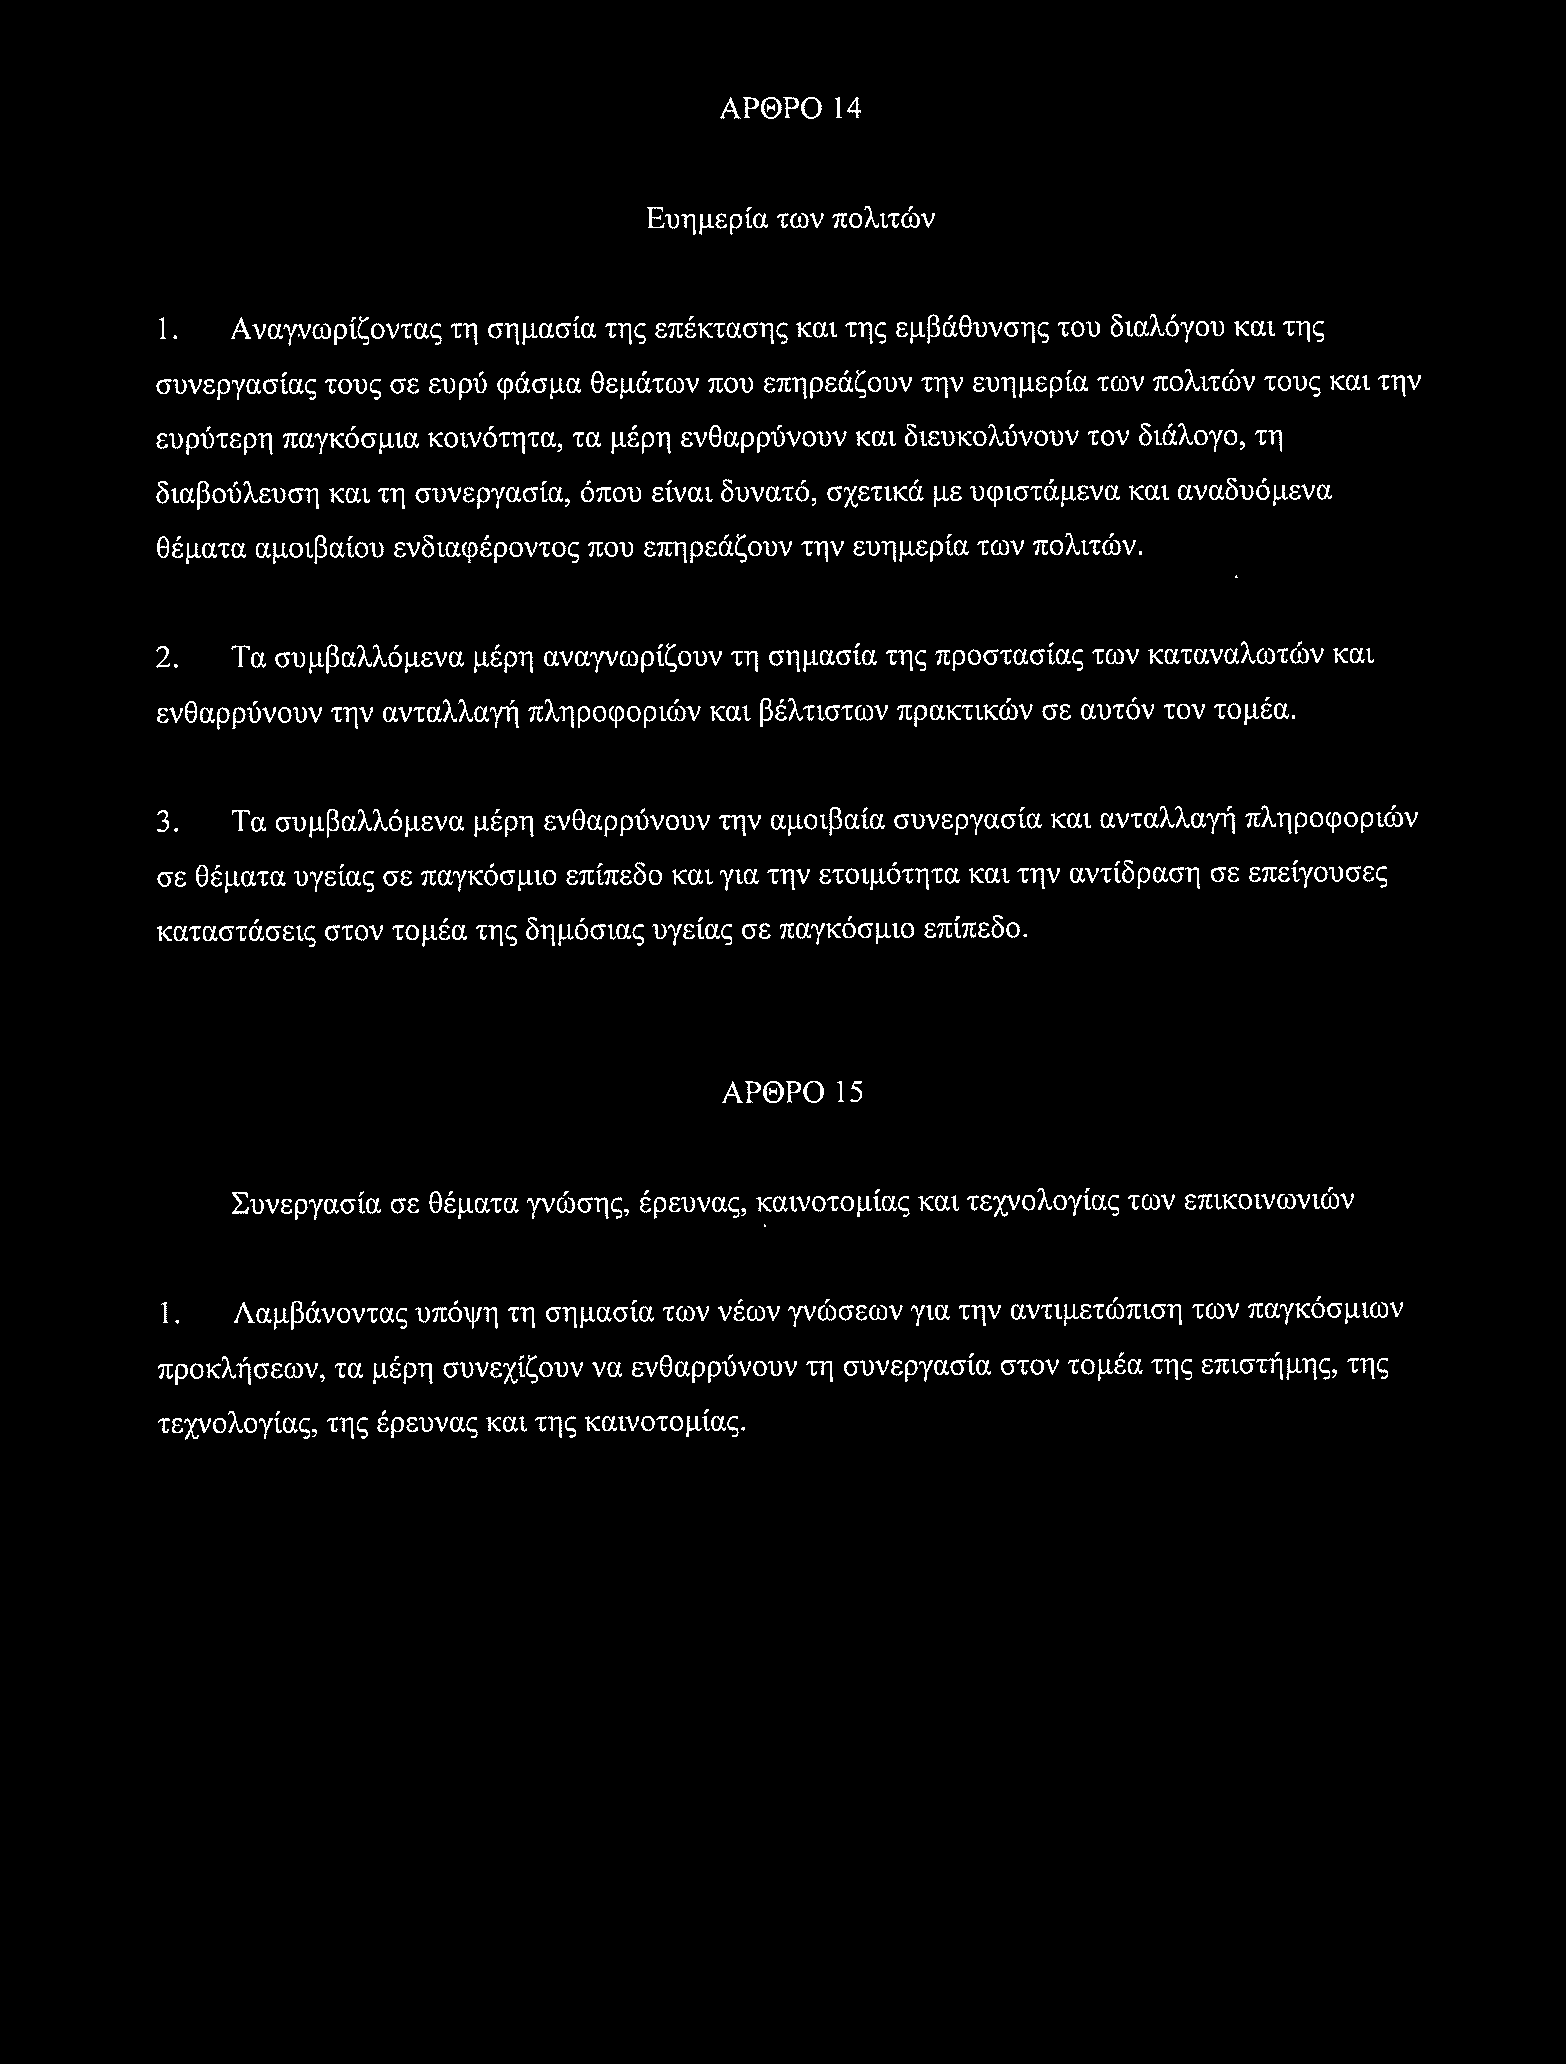 ΑΡΘΡΟ 14
Ευημερία των πολιτών
1. Αναγνωρίζοντας τη σημασία της επέκτασης και της εμβάθυνσης του διαλόγου και της
συνεργασίας τους σε ευρύ φάσμα θεμάτων που επηρεάζουν την ευημερία των πολιτών τους και την
ευρύτερη παγκόσμια κοινότητα, τα μέρη ενθαρρύνουν και διευκολύνουν τον διάλογο, τη
διαβούλευση και τη συνεργασία, όπου είναι δυνατό, σχετικά με υφιστάμενα και αναδυόμενα
θέματα αμοιβαίου ενδιαφέροντος που επηρεάζουν την ευημερία των πολιτών.
2. Τα συμβαλλόμενα μέρη αναγνωρίζουν τη σημασία της προστασίας των καταναλωτών και
ενθαρρύνουν την ανταλλαγή πληροφοριών και βέλτιστων πρακτικών σε αυτόν τον τομέα.
3. Τα συμβαλλόμενα μέρη ενθαρρύνουν την αμοιβαία συνεργασία και ανταλλαγή πληροφοριών
σε θέματα υγείας σε παγκόσμιο επίπεδο και για την ετοιμότητα και την αντίδραση σε επείγουσες
καταστάσεις στον τομέα της δημόσιας υγείας σε παγκόσμιο επίπεδο.
ΑΡΘΡΟ 15
Συνεργασία σε θέματα γνώσης, έρευνας, καινοτομίας και τεχνολογίας των επικοινωνιών
1. Λαμβάνοντας υπόψη τη σημασία των νέων γνώσεων για την αντιμετώπιση των παγκόσμιων
προκλήσεων, τα μέρη συνεχίζουν να ενθαρρύνουν τη συνεργασία στον τομέα της επιστήμης, της
τεχνολογίας, της έρευνας και της καινοτομίας.